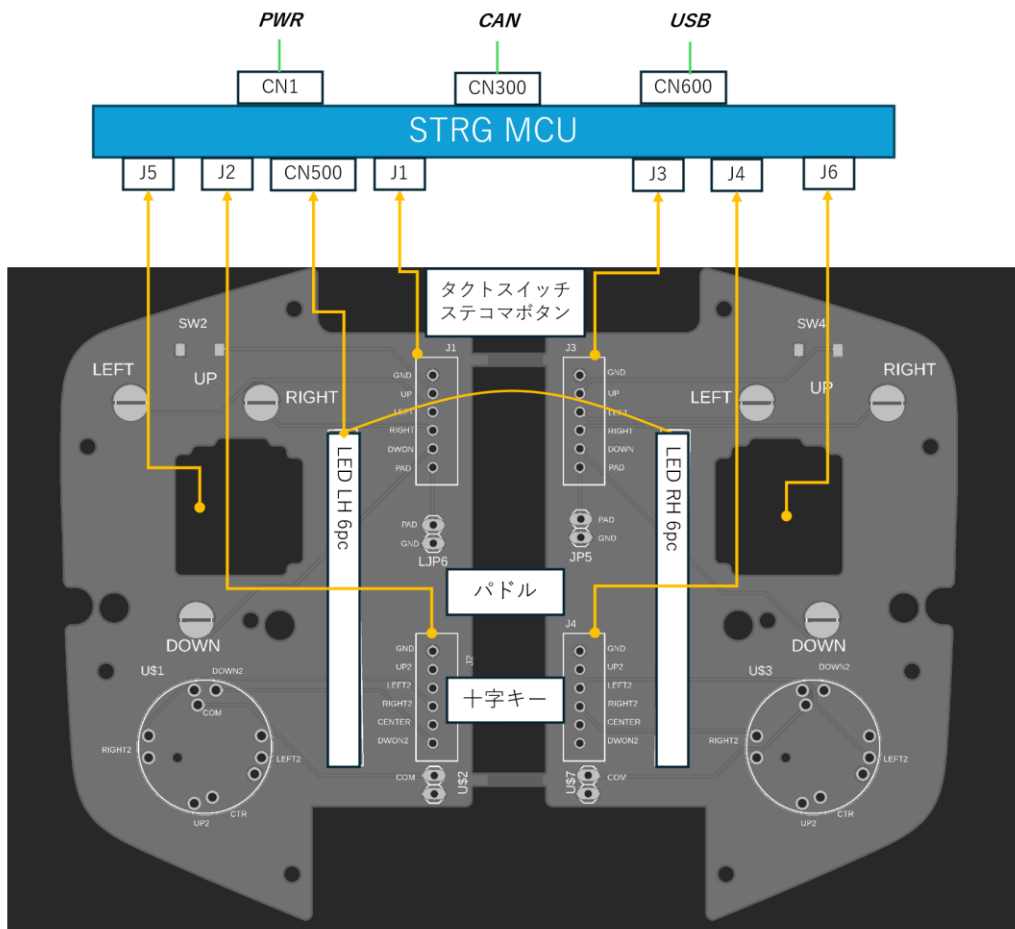 PWR
CAN
USB
CN1
CN300
CN600
STRG MCU
J5
J2
CN500
J1
J3
J4
J6
タクトスイッチ
ステコマボタン
SW2
SW4
J1
J3
LEFT
UP
RIGHT
LEFT
UP
RIGHT
GND
UP
LEFT
RIGHT
DWON
PAD
GND
UP
LEFT
RIGHT
DOWN
PAD
LED LH 6pc
LED RH 6pc
PAD
GND
LJP6
PAD
GND
JP5
パドル
DOWN
DOWN
J2
J4
GND
UP2
LEFT2
RIGHT2
CENTER
DWON2
GND
UP2
LEFT2
RIGHT2
CENTER
DWON2
十字キー
U$1
DOWN2
COM
RIGHT2
LEFT2
CTR
UP2
COM
U$2
U$7
COM
U$3
DOWN2
COM
RIGHT2
LEFT2
CTR
UP2